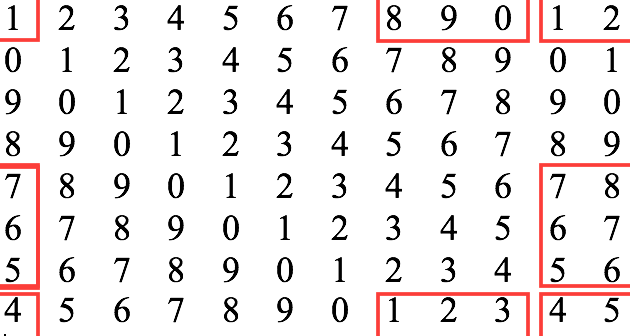 1 2 3 4 5 6 7 8 9 0 1 2
0 1 2 3 4 5 6 7 8 9 0 1
9 0 1 2 3 4 5 6 7 8 9 0
8 9 0 1 2 3 4 5 6 7 8 9
7 8 9 0 1 2 3 4 5 6 7 8
6 7 8 9 0 1 2 3 4 5 6 7
5 6 7 8 9 0 1 2 3 4 5 6
4 5 6 7 8 9 0 1 2 3 4 5